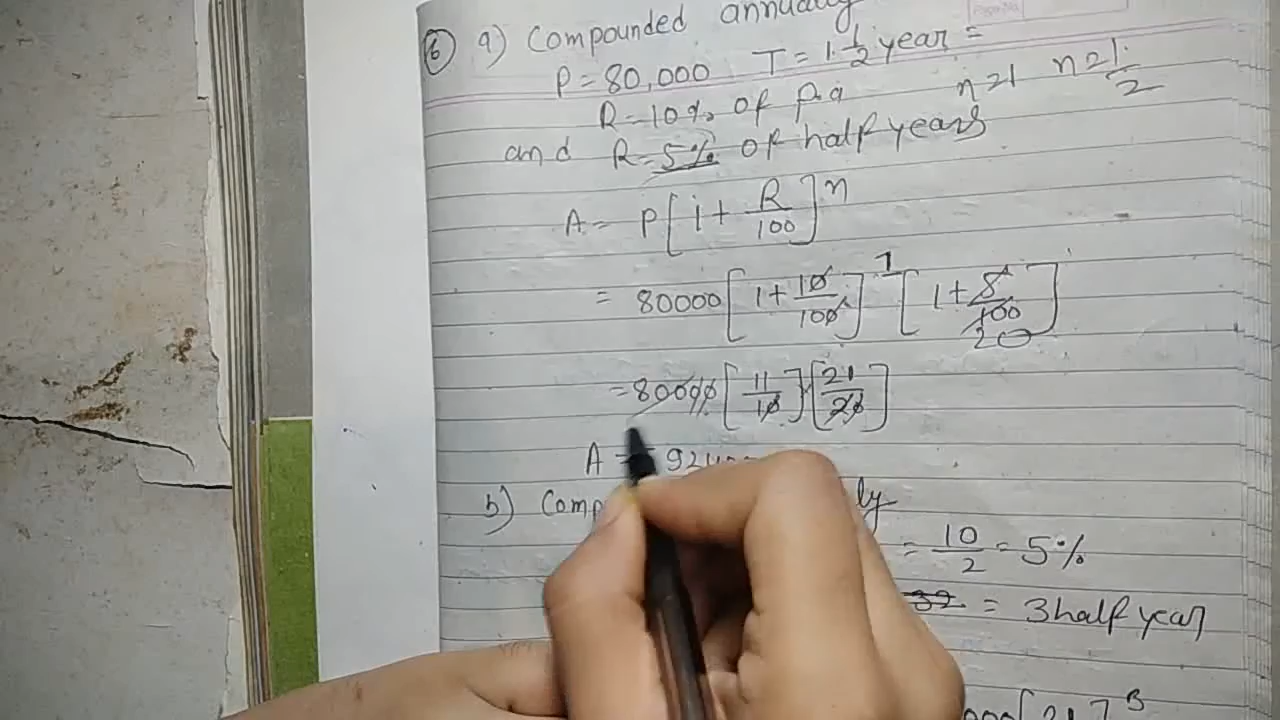 6) a) Compounded annually
P = 80,000 T = 1 1/2 year =
R = 10% of p.a n=1 n=1/2
and R = 5% of half years
A = P[1 + R/100]^n
= 80000[1 + 10/100]^1 [1 + 5/100]
20
= 80000[11/10][21/20]
A =
b)
= 10/2 = 5%
= 3 half year